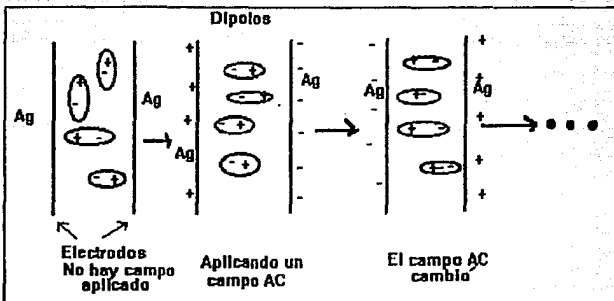 Dipolos
Ag
Ag
Ag
Ag
Ag
Ag
Electrodos
No hay campo
aplicado
Aplicando un
campo AC
El campo AC
cambió